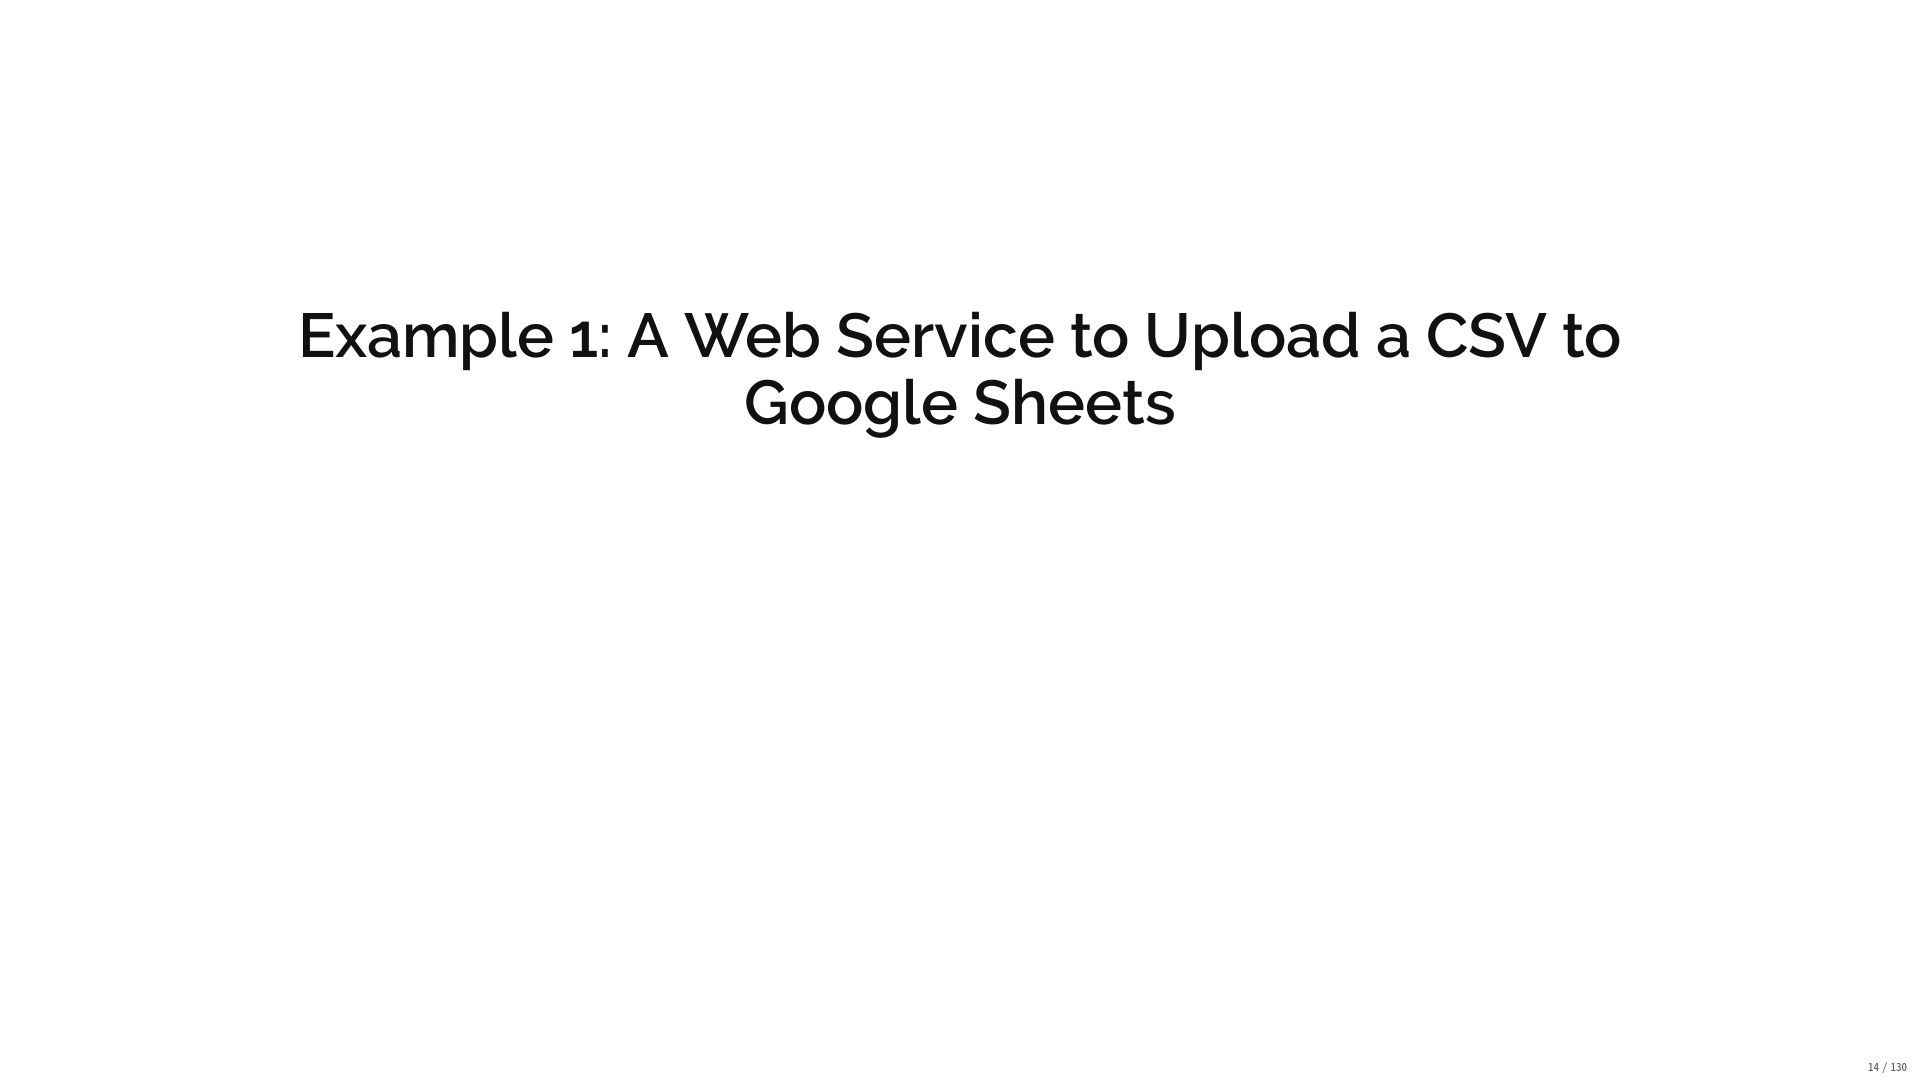 Example 1: A Web Service to Upload a CSV to
Google Sheets
14 / 130